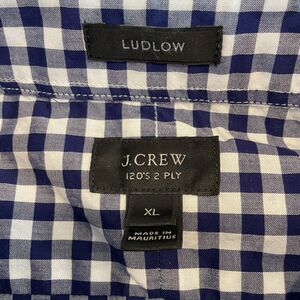 LUDLOW
J.CREW
120'S 2 PLY
XL
MADE IN
MAURITIUS